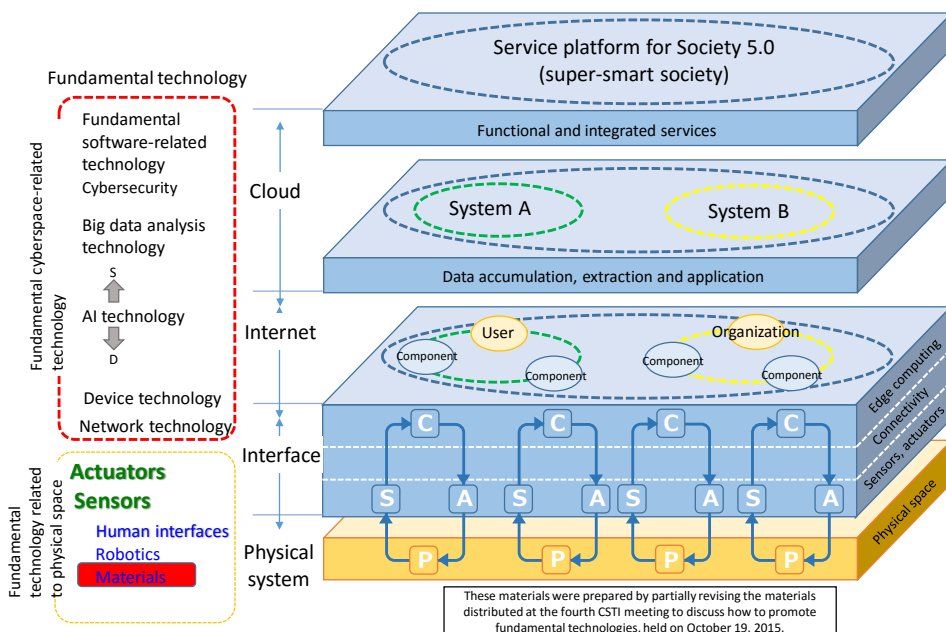 Fundamental technology
Fundamental cyberspace-related
technology
Fundamental
software-related
technology
Cybersecurity
Big data analysis
technology
S
AI technology
D
Device technology
Network technology
Fundamental
technology related
to physical space
Actuators
Sensors
Human interfaces
Robotics
Materials
Cloud
Internet
Interface
Physical
system
Service platform for Society 5.0
(super-smart society)
Functional and integrated services
System A
System B
Data accumulation, extraction and application
User
Organization
Component
Component
Component
Component
Edge computing
Connectivity
Sensors, actuators
Physical space
C
C
C
C
S
A
S
A
S
A
S
A
P
P
P
P
These materials were prepared by partially revising the materials
distributed at the fourth CSTI meeting to discuss how to promote
fundamental technologies, held on October 19, 2015.